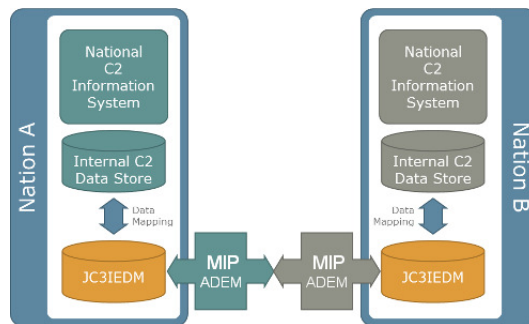 Nation A
National
C2
Information
System
Internal C2
Data Store
Data
Mapping
JC3IEDM
MIP
ADEM
MIP
ADEM
National
C2
Information
System
Internal C2
Data Store
Data
Mapping
JC3IEDM
Nation B